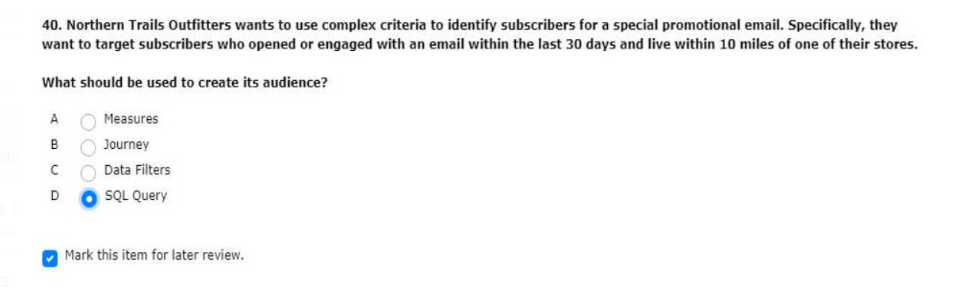 40. Northern Trails Outfitters wants to use complex criteria to identify subscribers for a special promotional email. Specifically, they
want to target subscribers who opened or engaged with an email within the last 30 days and live within 10 miles of one of their stores.
What should be used to create its audience?
A Measures
B Journey
C Data Filters
D SQL Query
Mark this item for later review.